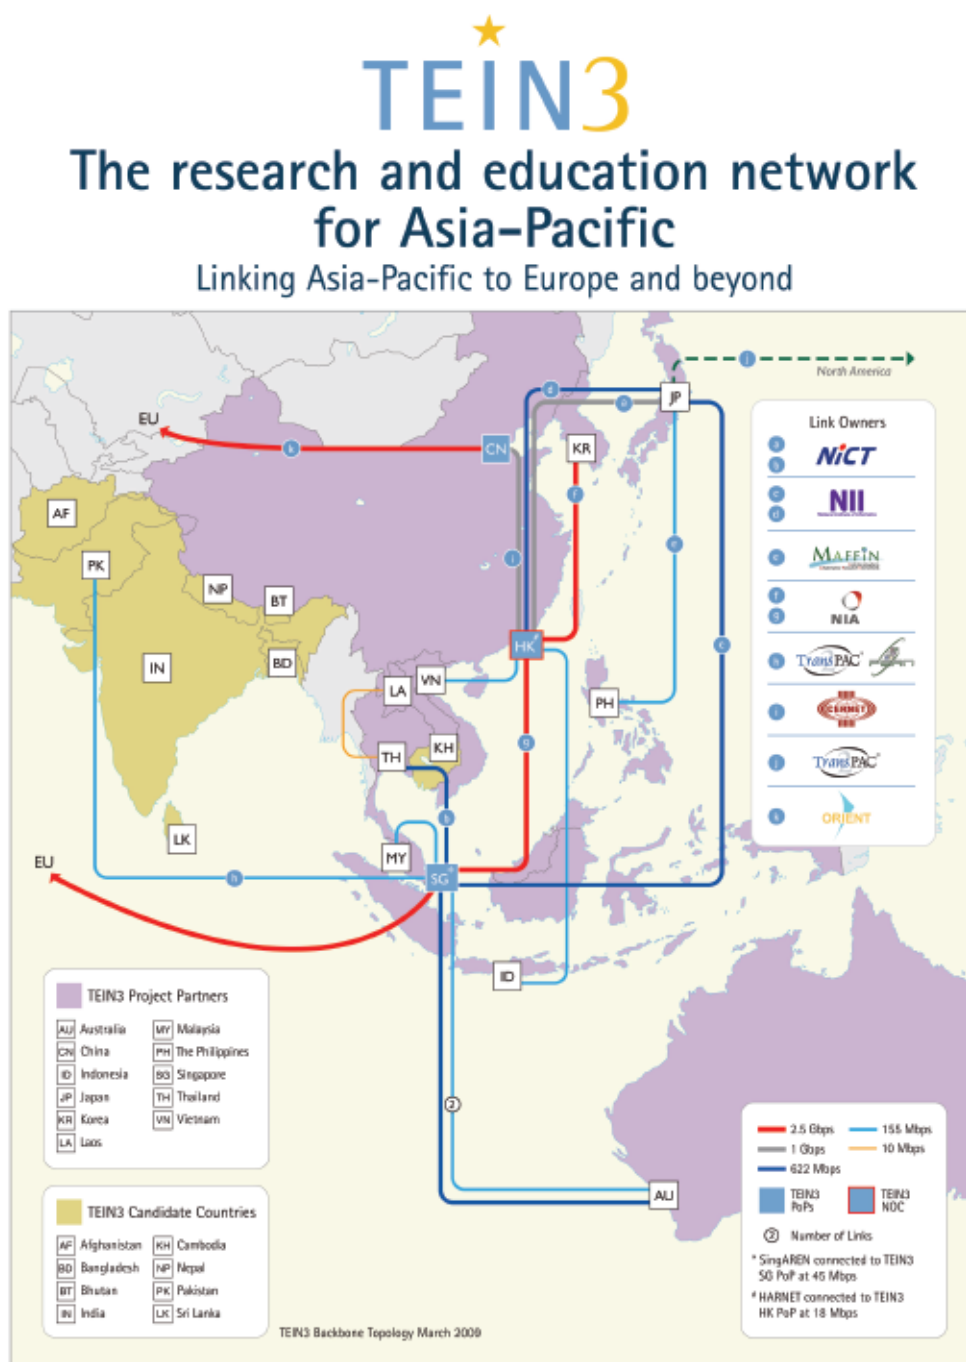 TEIN3
The research and education network
for Asia-Pacific
Linking Asia-Pacific to Europe and beyond
j
North America
d
JP
e
EU
k
CN
KR
Link Owners
a
b
NiCT
f
c
d
NII
AF
i
e
MAFFIN
PK
NP
BT
f
g
NIA
HK#
c
h
TransPAC
IN
BD
LA
VN
PH
i
CERNET
g
TH
KH
j
TransPAC
b
k
ORIENT
LK
MY
EU
h
SG*
ID
TEIN3 Project Partners
AU Australia
MY Malaysia
CN China
PH The Philippines
ID Indonesia
SG Singapore
JP Japan
TH Thailand
KR Korea
VN Vietnam
LA Laos
2
AU
2.5 Gbps
155 Mbps
1 Gbps
10 Mbps
622 Mbps
TEIN3
PoPs
TEIN3
NOC
2 Number of Links
* SingAREN connected to TEIN3
SG PoP at 45 Mbps
# HARNET connected to TEIN3
HK PoP at 18 Mbps
TEIN3 Candidate Countries
AF Afghanistan
KH Cambodia
BD Bangladesh
NP Nepal
BT Bhutan
PK Pakistan
IN India
LK Sri Lanka
TEIN3 Backbone Topology March 2009